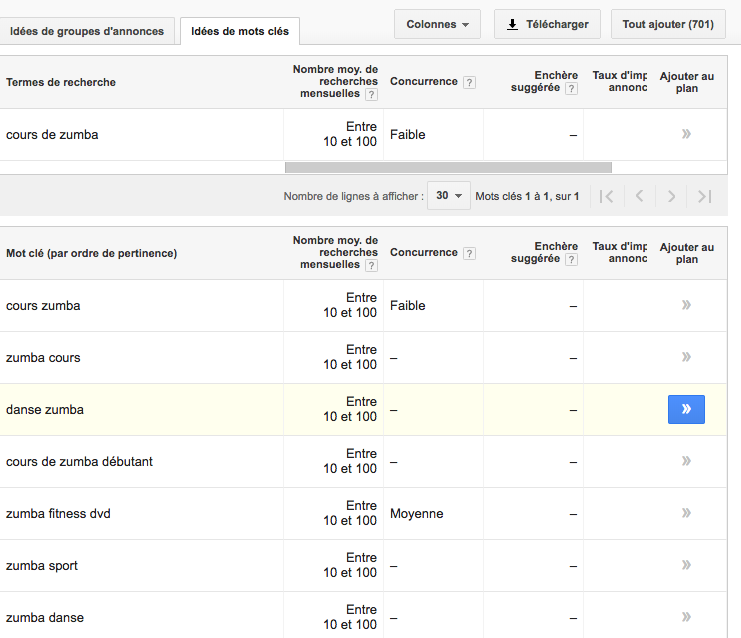 Idées de groupes d'annonces Idées de mots clés Colonnes Télécharger Tout ajouter (701)
Termes de recherche Nombre moy. de recherches mensuelles ? Concurrence ? Enchère suggérée ? Taux d'imp annonc Ajouter au plan
cours de zumba Entre 10 et 100 Faible – »
Nombre de lignes à afficher : 30 Mots clés 1 à 1, sur 1
Mot clé (par ordre de pertinence) Nombre moy. de recherches mensuelles ? Concurrence ? Enchère suggérée ? Taux d'imp annonc Ajouter au plan
cours zumba Entre 10 et 100 Faible – »
zumba cours Entre 10 et 100 – – »
danse zumba Entre 10 et 100 – – »
cours de zumba débutant Entre 10 et 100 – – »
zumba fitness dvd Entre 10 et 100 Moyenne – »
zumba sport Entre 10 et 100 – – »
zumba danse Entre 10 et 100 – – »